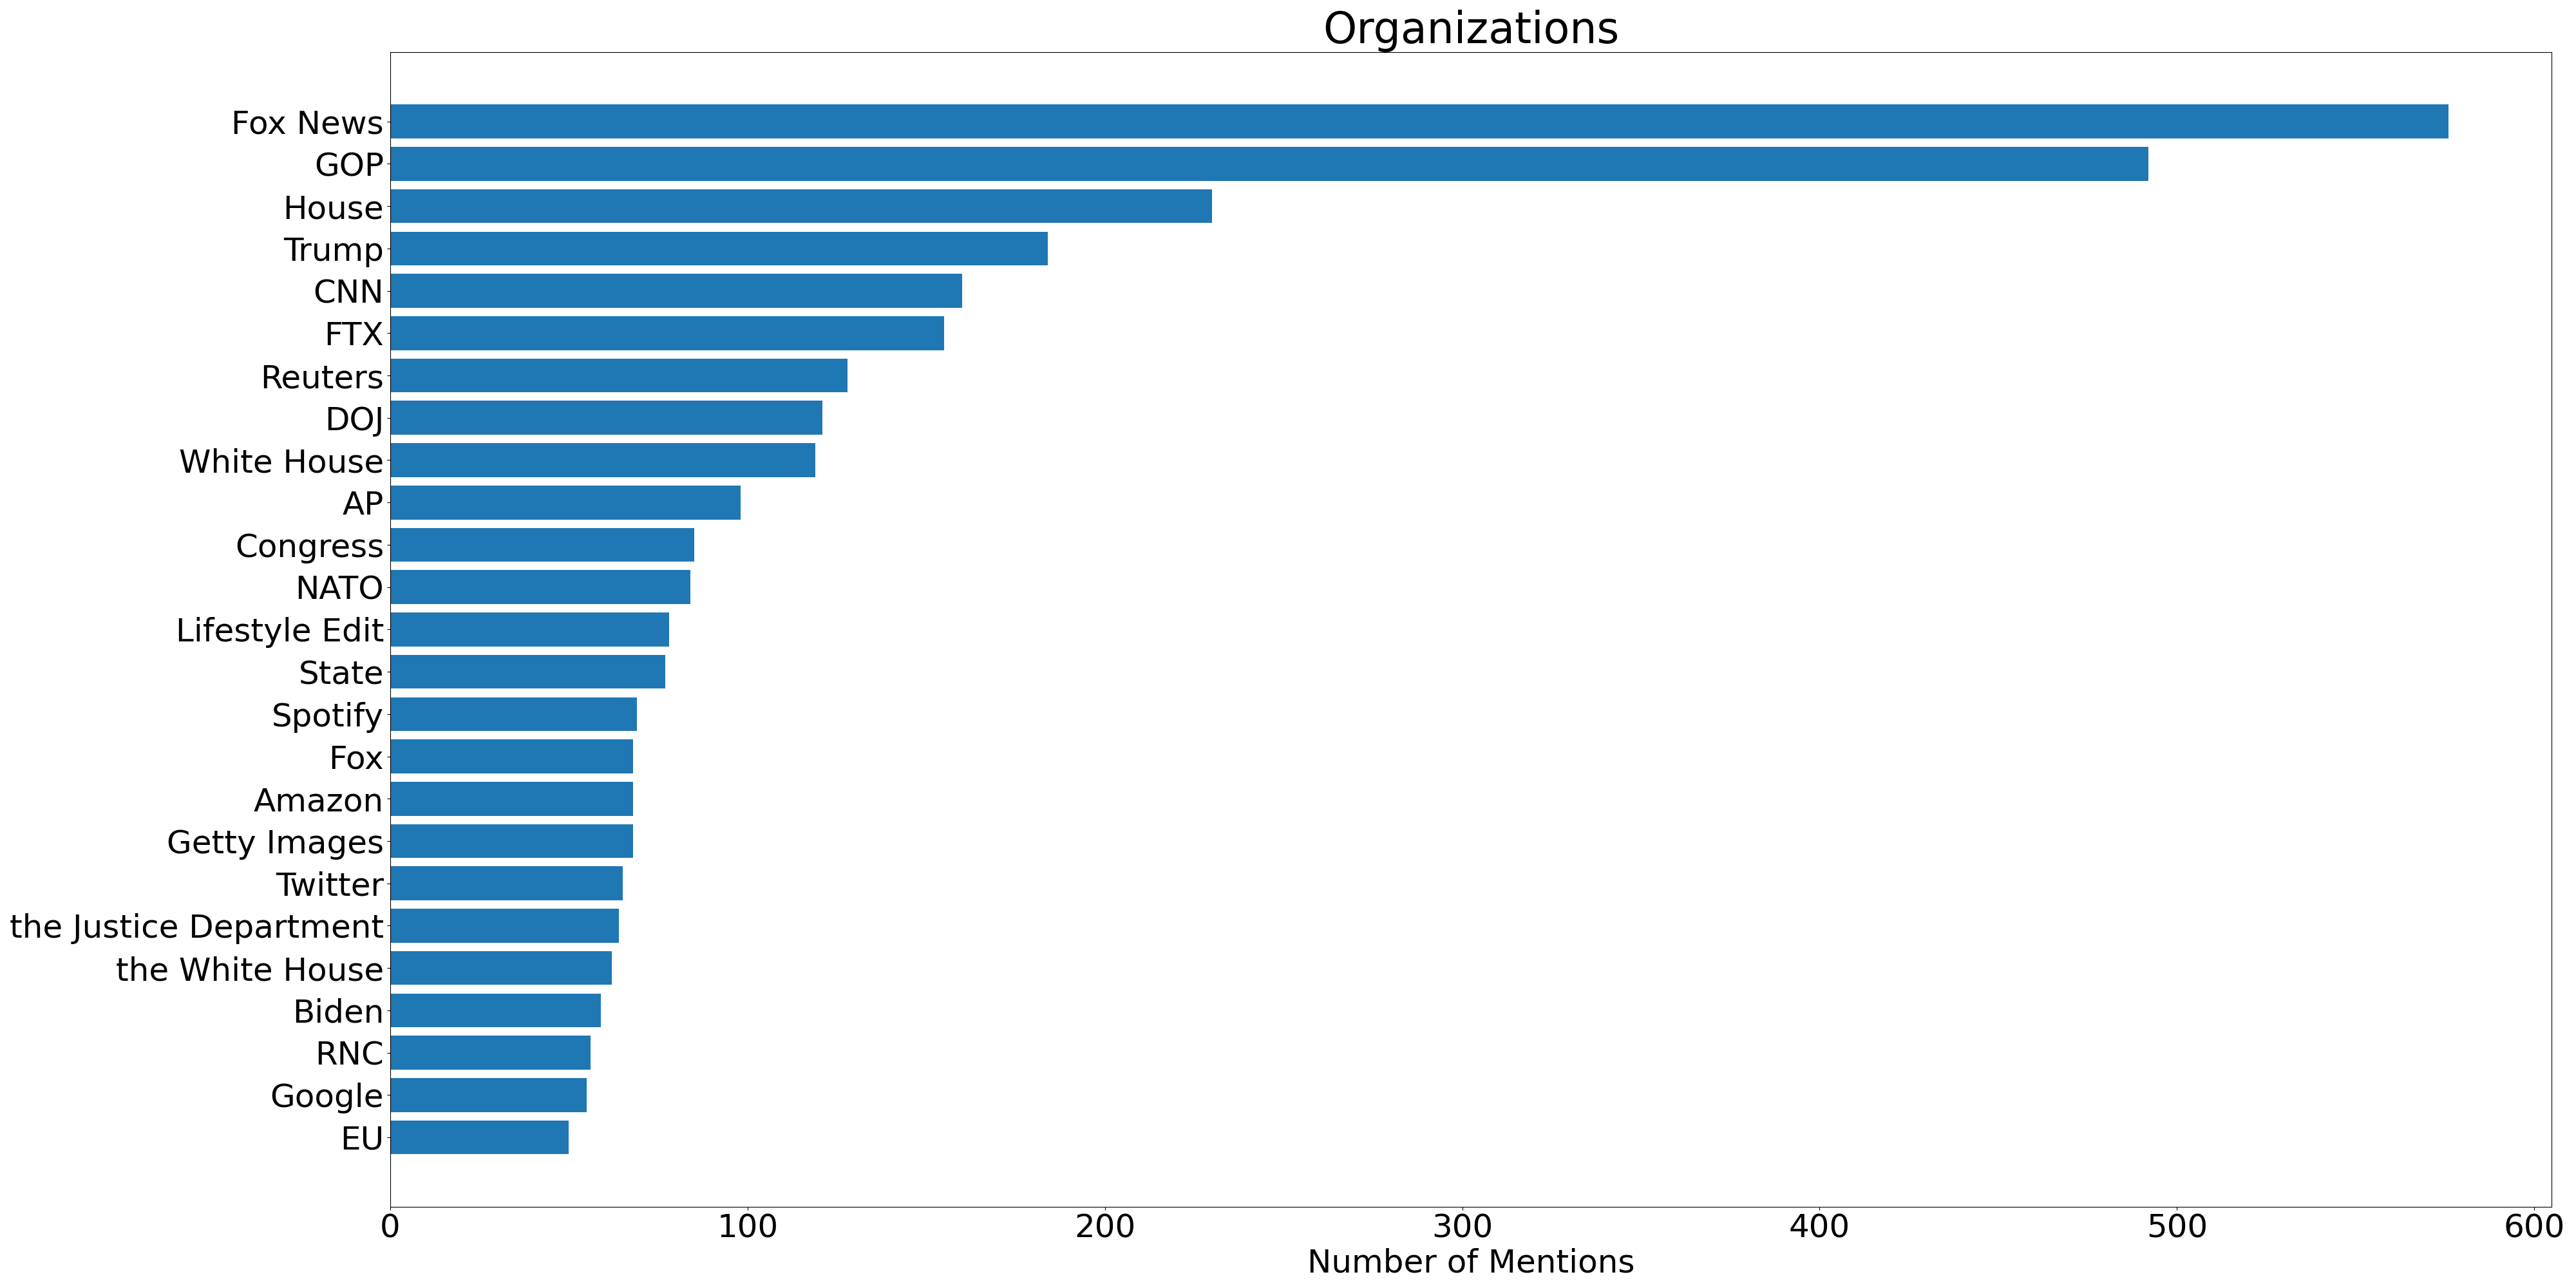 Organizations
Fox News
GOP
House
Trump
CNN
FTX
Reuters
DOJ
White House
AP
Congress
NATO
Lifestyle Edit
State
Spotify
Fox
Amazon
Getty Images
Twitter
the Justice Department
the White House
Biden
RNC
Google
EU
0 100 200 300 400 500 600
Number of Mentions